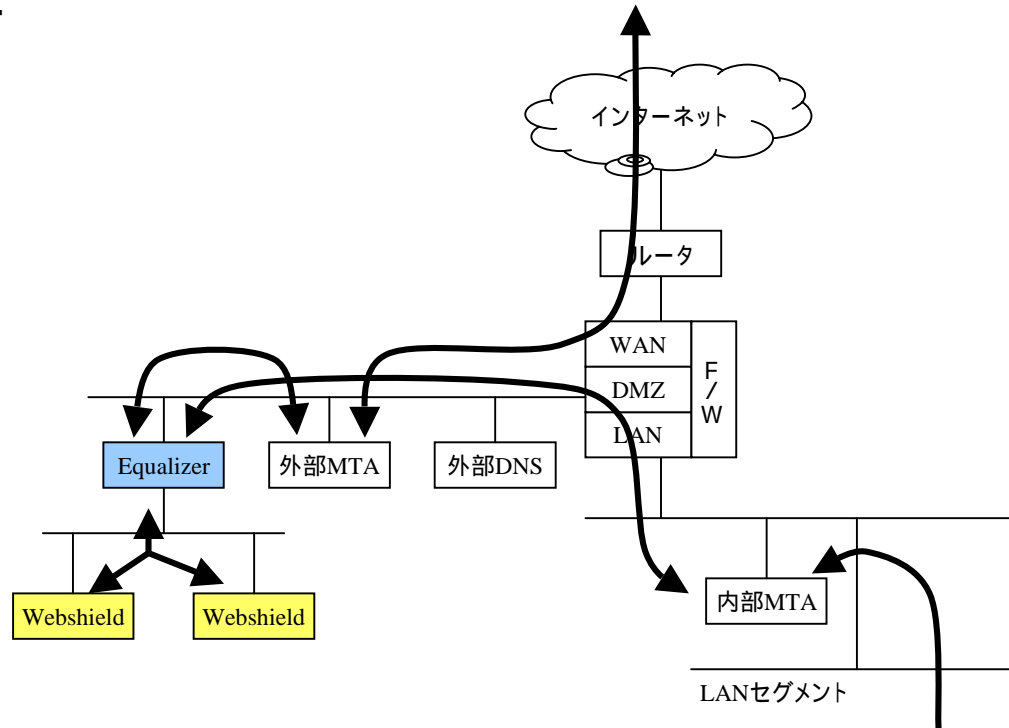 インターネット
ルータ
WAN
DMZ
LAN
F/W
Equalizer
外部MTA
外部DNS
Webshield
Webshield
内部MTA
LANセグメント